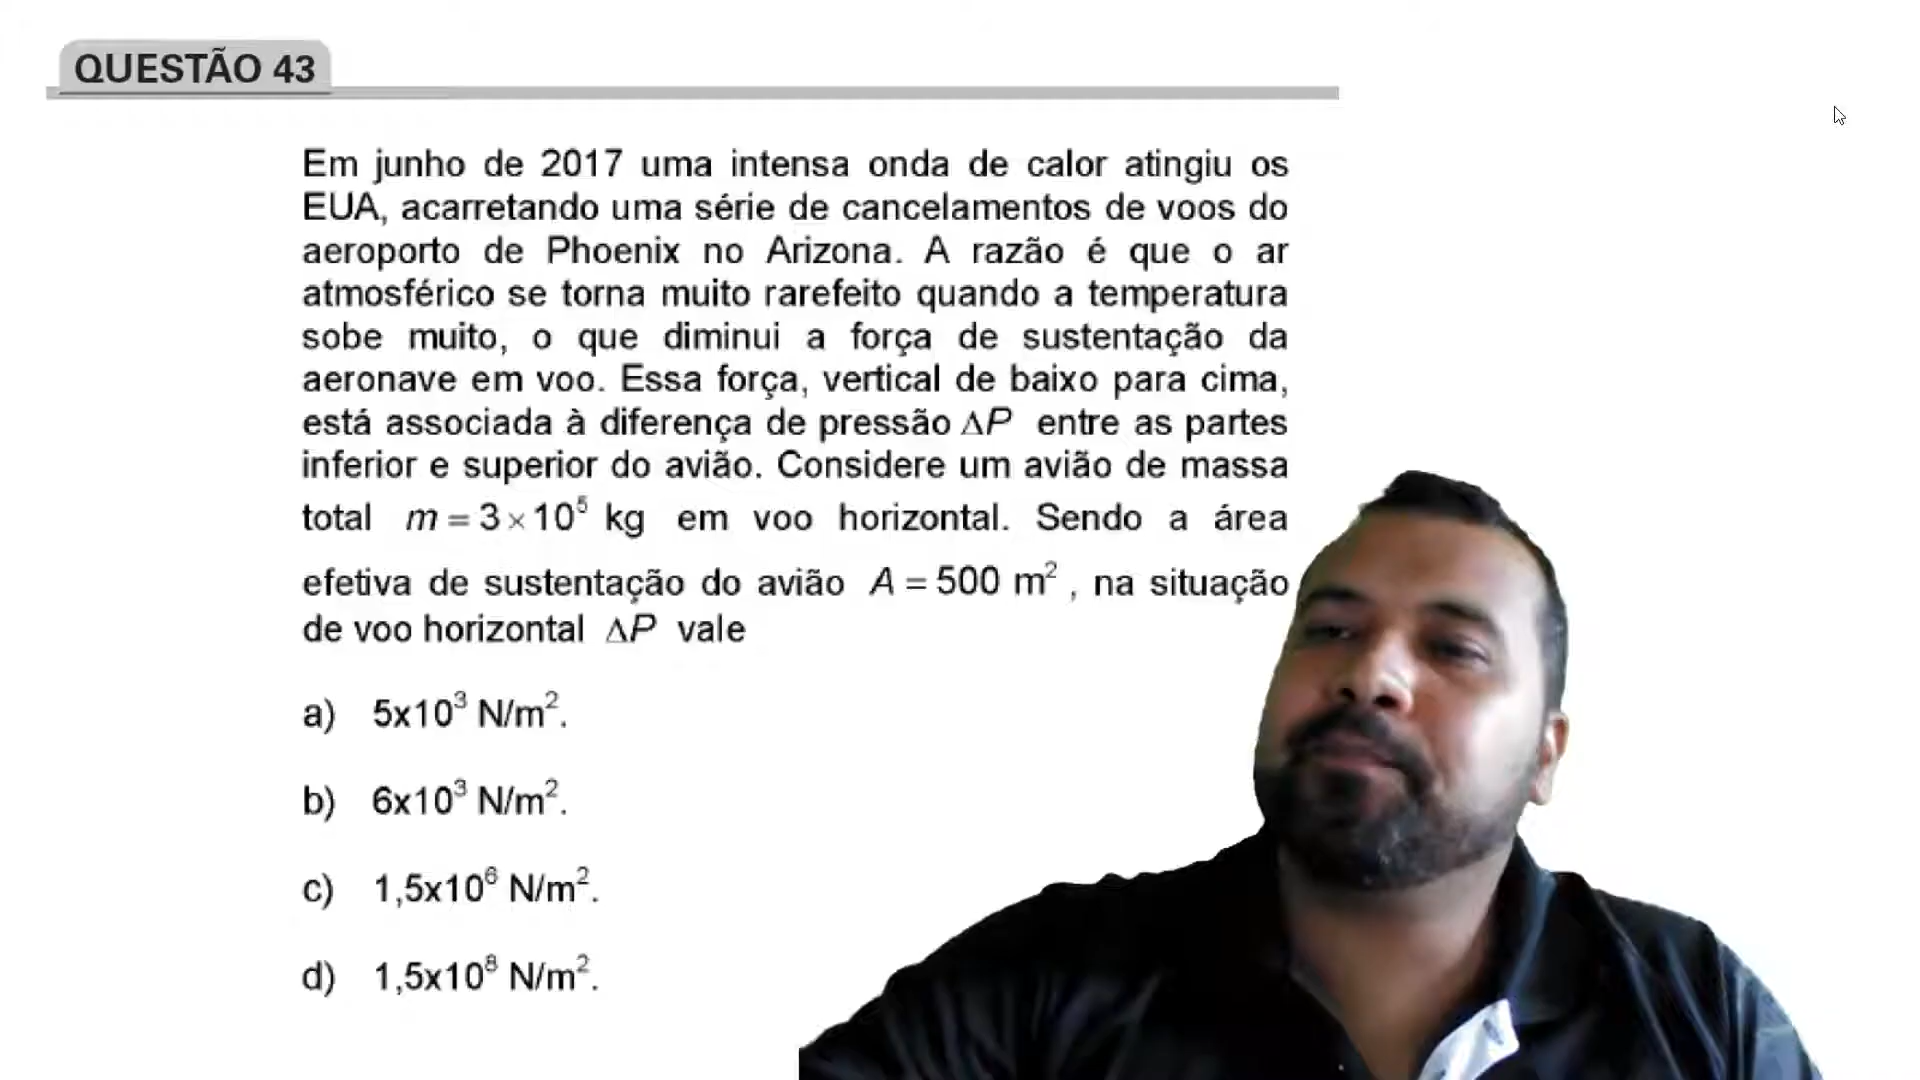 QUESTÃO 43
Em junho de 2017 uma intensa onda de calor atingiu os
EUA, acarretando uma série de cancelamentos de voos do
aeroporto de Phoenix no Arizona. A razão é que o ar
atmosférico se torna muito rarefeito quando a temperatura
sobe muito, o que diminui a força de sustentação da
aeronave em voo. Essa força, vertical de baixo para cima,
está associada à diferença de pressão ΔP entre as partes
inferior e superior do avião. Considere um avião de massa
total m = 3 × 10⁵ kg em voo horizontal. Sendo a área
efetiva de sustentação do avião A = 500 m², na situação
de voo horizontal ΔP vale
a) 5x10³ N/m².
b) 6x10³ N/m².
c) 1,5x10⁶ N/m².
d) 1,5x10⁸ N/m².